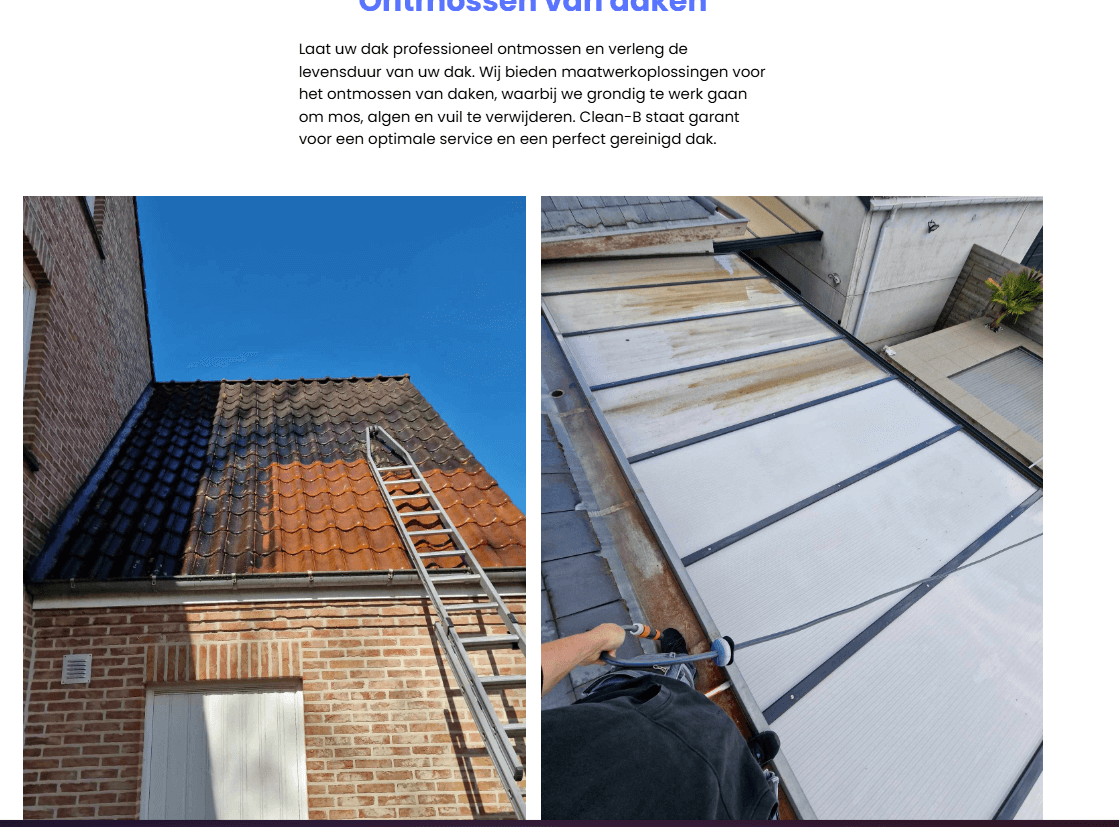 Ontmossen van daken
Laat uw dak professioneel ontmossen en verleng de
levensduur van uw dak. Wij bieden maatwerkoplossingen voor
het ontmossen van daken, waarbij we grondig te werk gaan
om mos, algen en vuil te verwijderen. Clean-B staat garant
voor een optimale service en een perfect gereinigd dak.